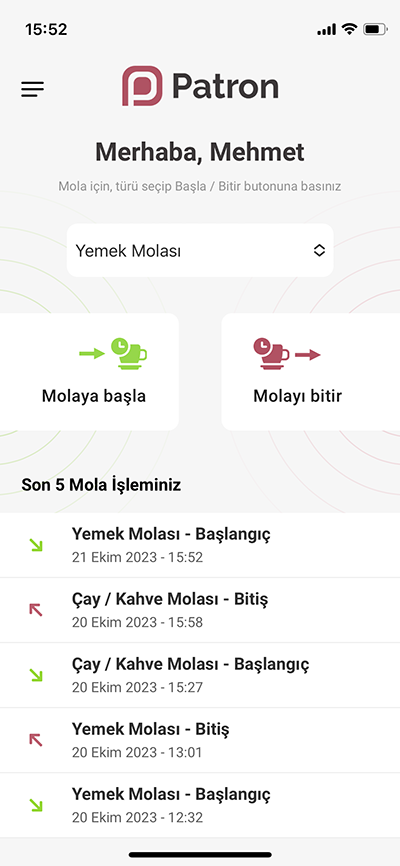 15:52
Patron
Merhaba, Mehmet
Mola için, türü seçip Başla / Bitir butonuna basınız
Yemek Molası
Molaya başla
Molayı bitir
Son 5 Mola İşleminiz
Yemek Molası - Başlangıç
21 Ekim 2023 - 15:52
Çay / Kahve Molası - Bitiş
20 Ekim 2023 - 15:58
Çay / Kahve Molası - Başlangıç
20 Ekim 2023 - 15:27
Yemek Molası - Bitiş
20 Ekim 2023 - 13:01
Yemek Molası - Başlangıç
20 Ekim 2023 - 12:32